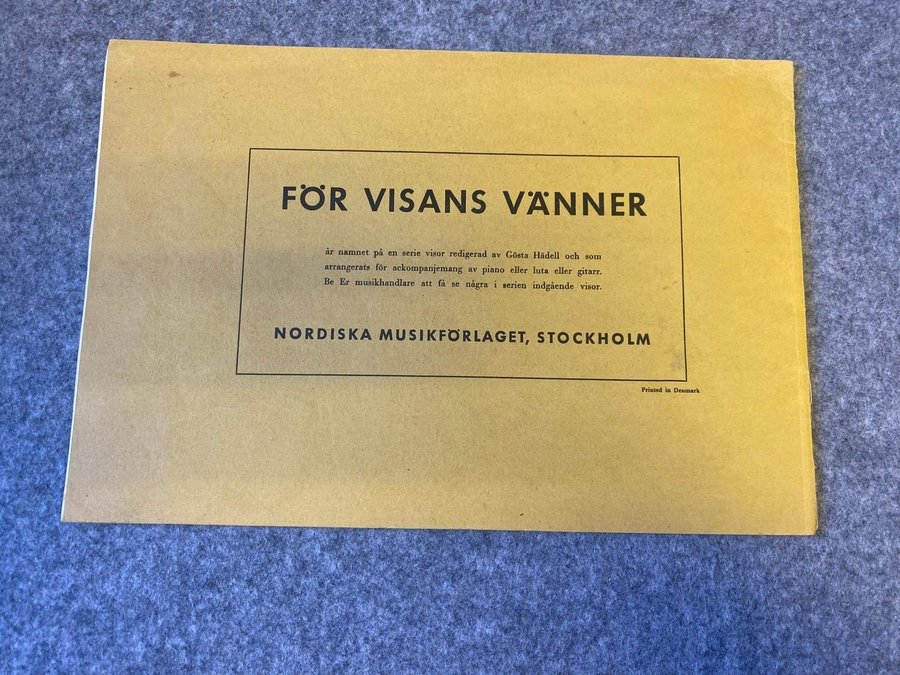 FÖR VISANS VÄNNER
är namnet på en serie visor redigerad av Gösta Hådell och som
arrangerats för ackompanjemang av piano eller luta eller gitarr.
Be Er musikhandlare att få se några i serien indgående visor.
NORDISKA MUSIKFÖRLAGET, STOCKHOLM
Printed in Denmark